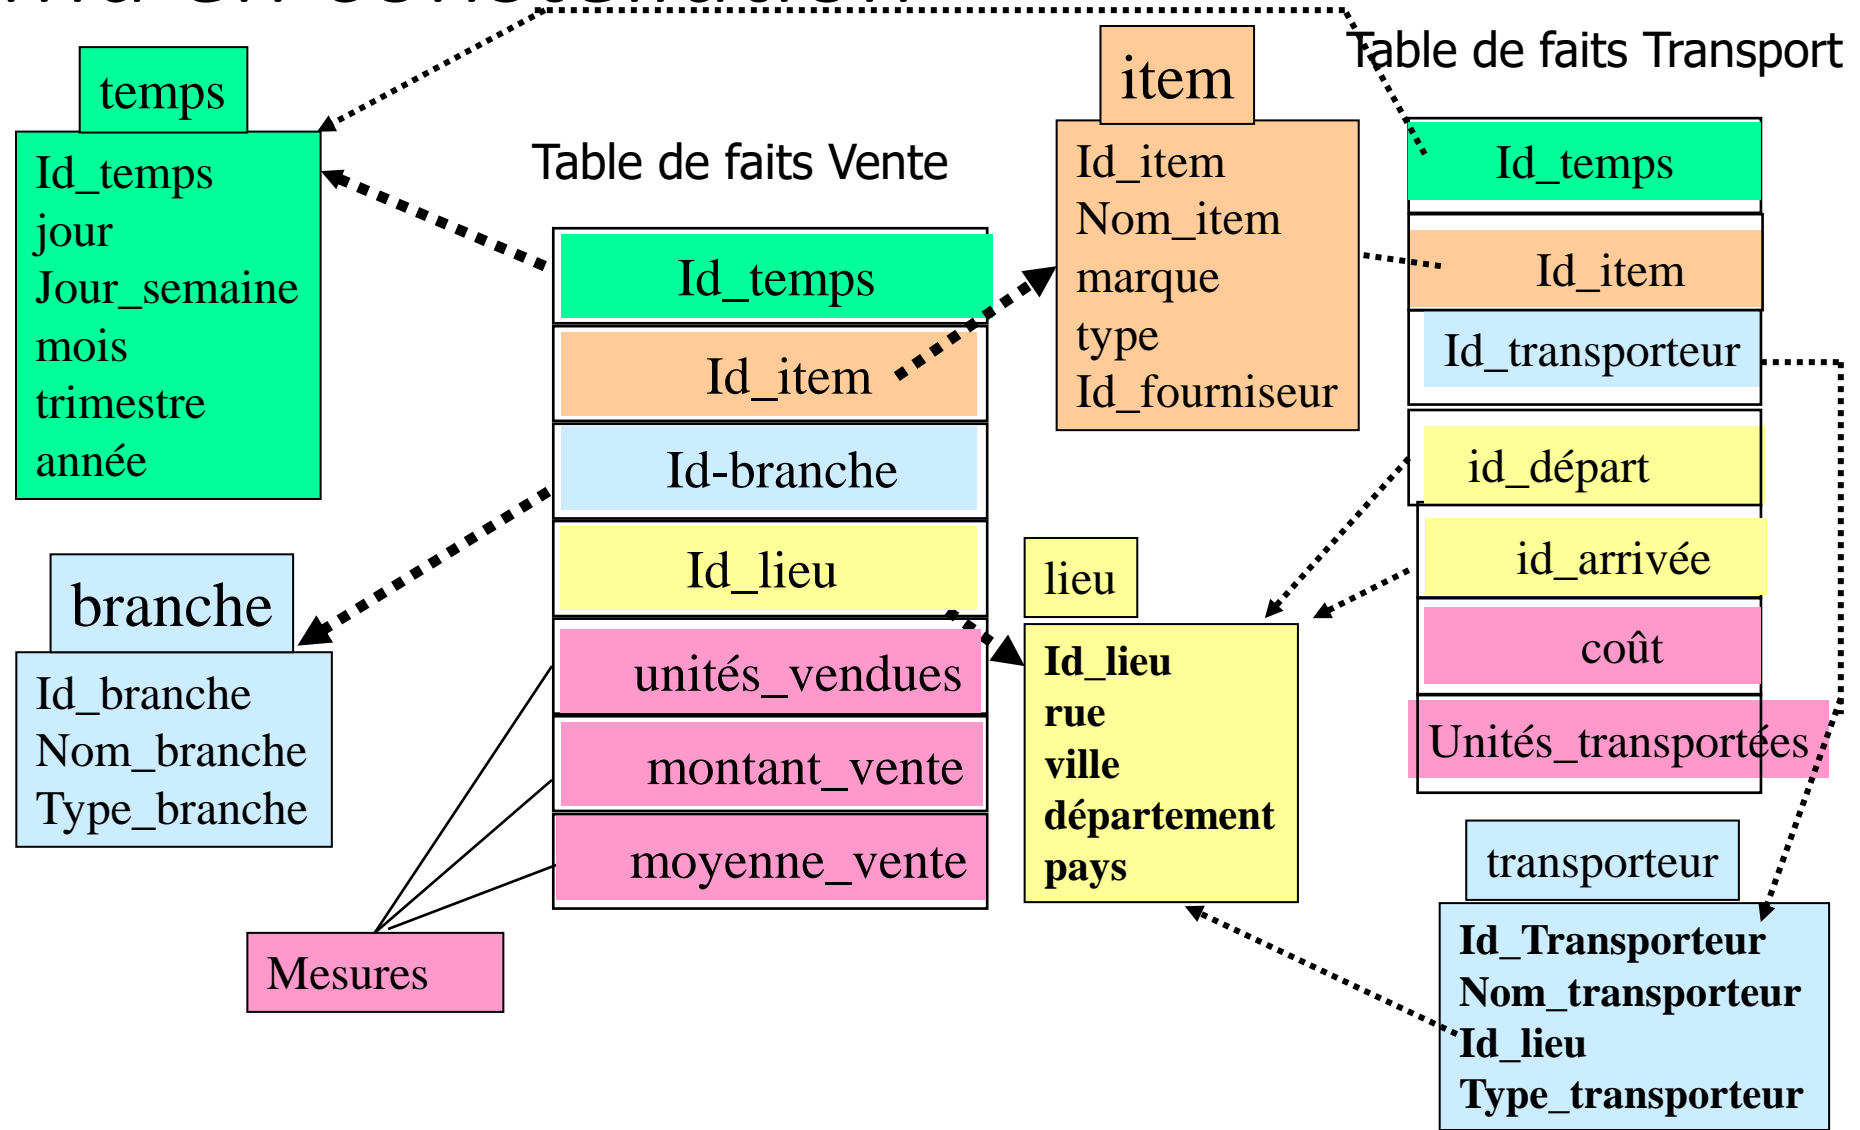 temps
Id_temps
jour
Jour_semaine
mois
trimestre
année
branche
Id_branche
Nom_branche
Type_branche
Table de faits Vente
Id_temps
Id_item
Id-branche
Id_lieu
unités_vendues
montant_vente
moyenne_vente
Mesures
item
Id_item
Nom_item
marque
type
Id_fourniseur
lieu
Id_lieu
rue
ville
département
pays
Table de faits Transport
Id_temps
Id_item
Id_transporteur
id_départ
id_arrivée
coût
Unités_transportées
transporteur
Id_Transporteur
Nom_transporteur
Id_lieu
Type_transporteur